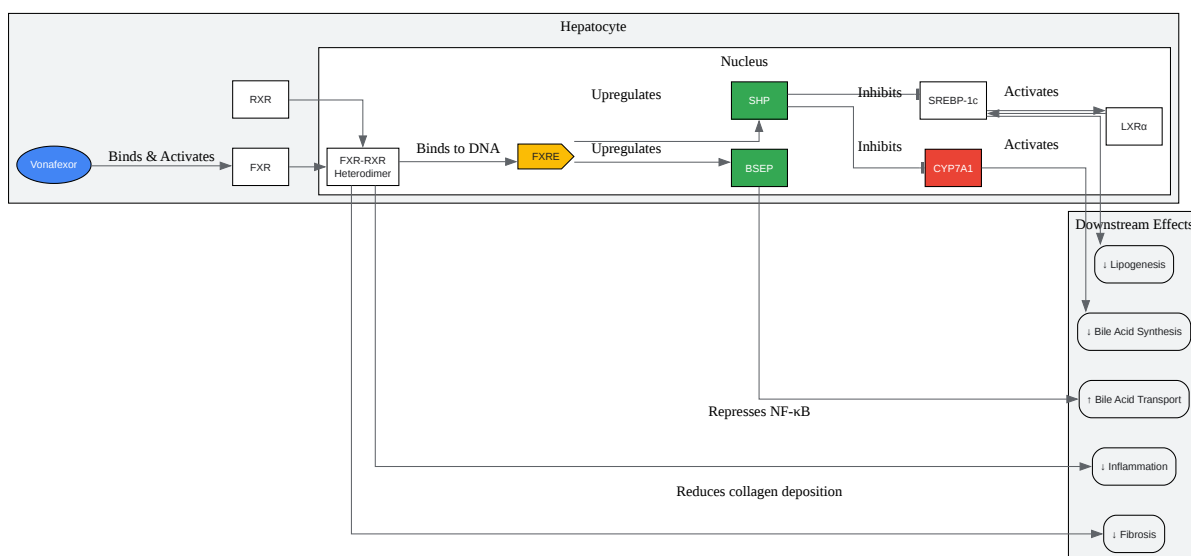 Hepatocyte
Nucleus
Upregulates
SHP
Inhibits
SREBP-1c
Activates
RXR
LXRα
Vonafexor
Binds & Activates
FXR
FXR-RXR
Heterodimer
Binds to DNA
FXRE
Upregulates
BSEP
Inhibits
CYP7A1
Activates
Downstream Effects
↓ Lipogenesis
↓ Bile Acid Synthesis
↑ Bile Acid Transport
Represses NF-κB
↓ Inflammation
Reduces collagen deposition
↓ Fibrosis